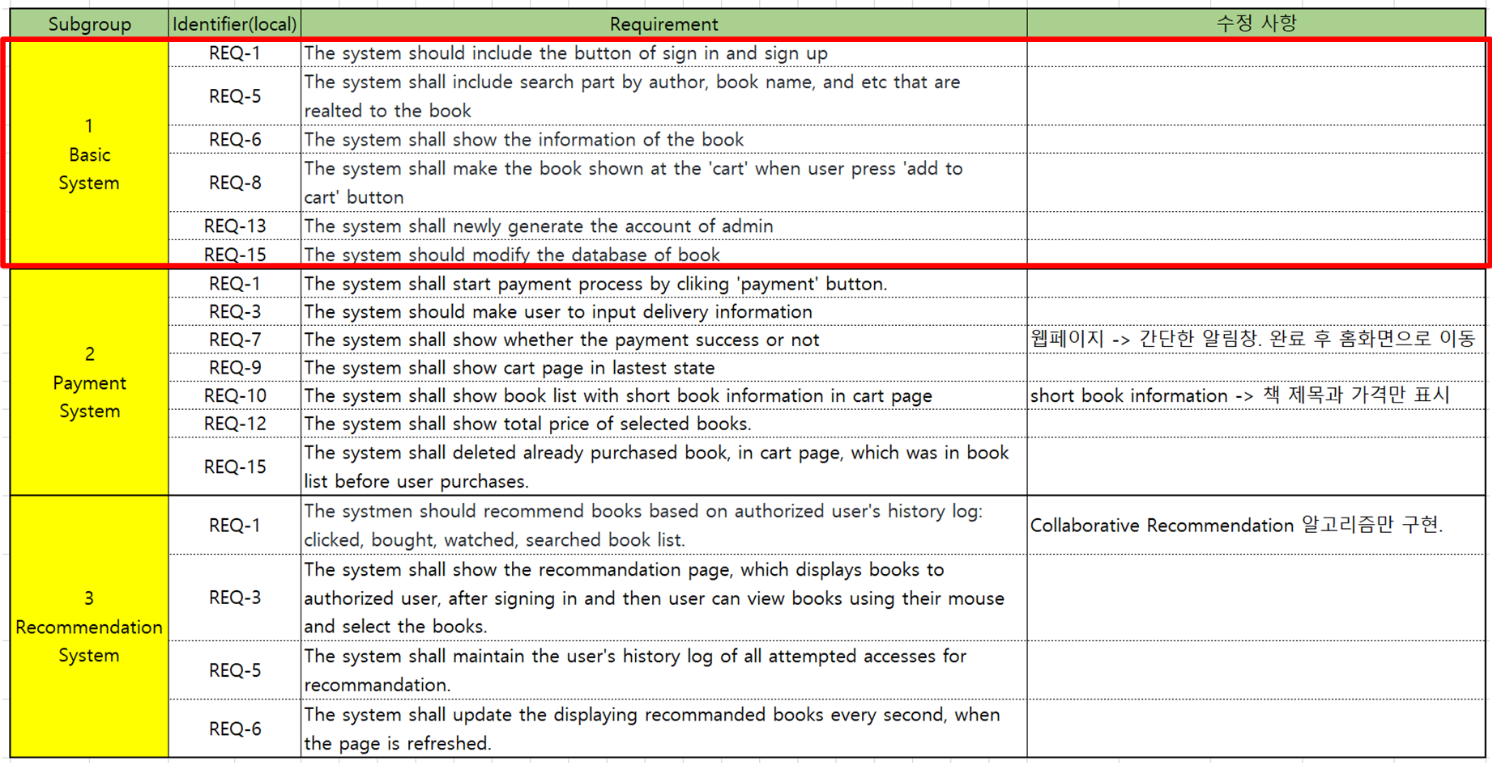 Subgroup Identifier(local) Requirement 수정 사항
1
Basic
System
REQ-1 The system should include the button of sign in and sign up
REQ-5 The system shall include search part by author, book name, and etc that are
realted to the book
REQ-6 The system shall show the information of the book
REQ-8 The system shall make the book shown at the 'cart' when user press 'add to
cart' button
REQ-13 The system shall newly generate the account of admin
REQ-15 The system should modify the database of book
2
Payment
System
REQ-1 The system shall start payment process by cliking 'payment' button.
REQ-3 The system should make user to input delivery information
REQ-7 The system shall show whether the payment success or not 웹페이지 -> 간단한 알림창. 완료 후 홈화면으로 이동
REQ-9 The system shall show cart page in lastest state
REQ-10 The system shall show book list with short book information in cart page short book information -> 책 제목과 가격만 표시
REQ-12 The system shall show total price of selected books.
REQ-15 The system shall deleted already purchased book, in cart page, which was in book
list before user purchases.
3
Recommendation
System
REQ-1 The systmen should recommend books based on authorized user's history log:
clicked, bought, watched, searched book list.
Collaborative Recommendation 알고리즘만 구현.
REQ-3 The system shall show the recommandation page, which displays books to
authorized user, after signing in and then user can view books using their mouse
and select the books.
REQ-5 The system shall maintain the user's history log of all attempted accesses for
recommandation.
REQ-6 The system shall update the displaying recommanded books every second, when
the page is refreshed.